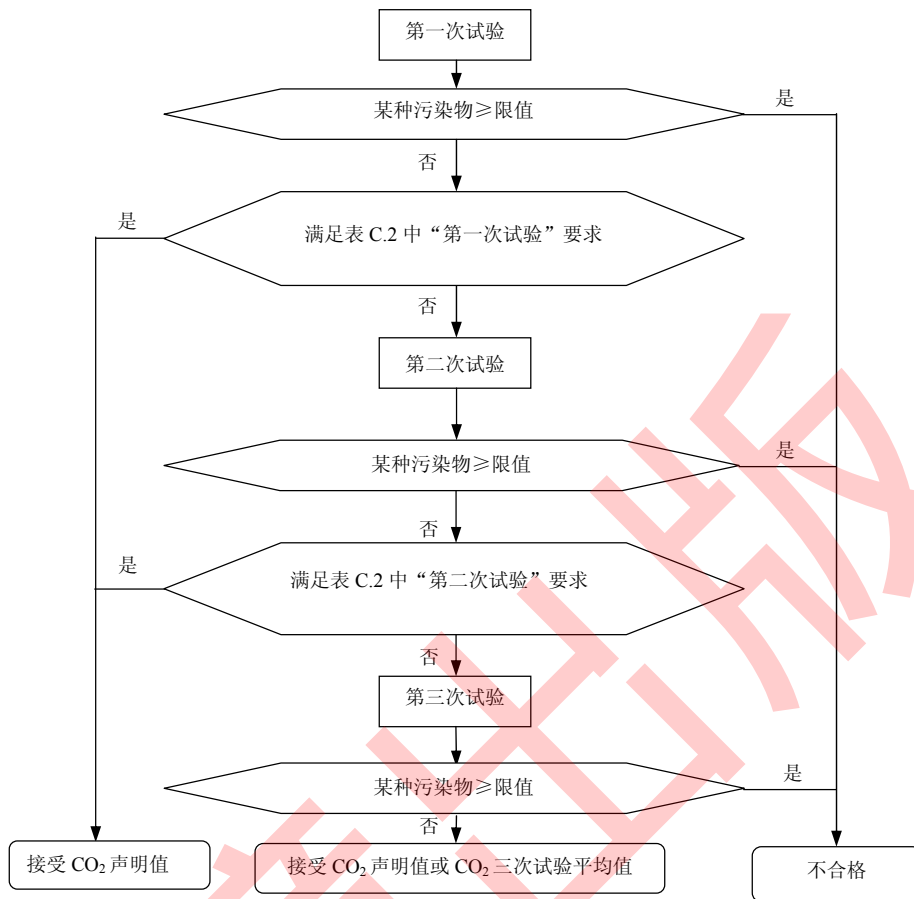 第一次试验
某种污染物≥限值
是
否
是
满足表 C.2 中“第一次试验”要求
否
第二次试验
某种污染物≥限值
是
否
是
满足表 C.2 中“第二次试验”要求
否
第三次试验
某种污染物≥限值
是
否
接受 CO₂ 声明值
接受 CO₂ 声明值或 CO₂ 三次试验平均值
不合格
出版